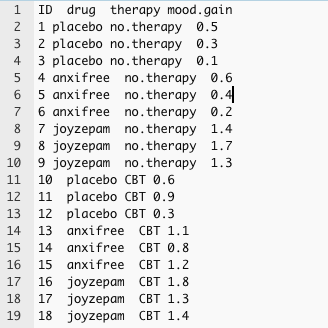 1 ID drug therapy mood.gain
2 1 placebo no.therapy 0.5
3 2 placebo no.therapy 0.3
4 3 placebo no.therapy 0.1
5 4 anxifree no.therapy 0.6
6 5 anxifree no.therapy 0.4
7 6 anxifree no.therapy 0.2
8 7 joyzepam no.therapy 1.4
9 8 joyzepam no.therapy 1.7
10 9 joyzepam no.therapy 1.3
11 10 placebo CBT 0.6
12 11 placebo CBT 0.9
13 12 placebo CBT 0.3
14 13 anxifree CBT 1.1
15 14 anxifree CBT 0.8
16 15 anxifree CBT 1.2
17 16 joyzepam CBT 1.8
18 17 joyzepam CBT 1.3
19 18 joyzepam CBT 1.4